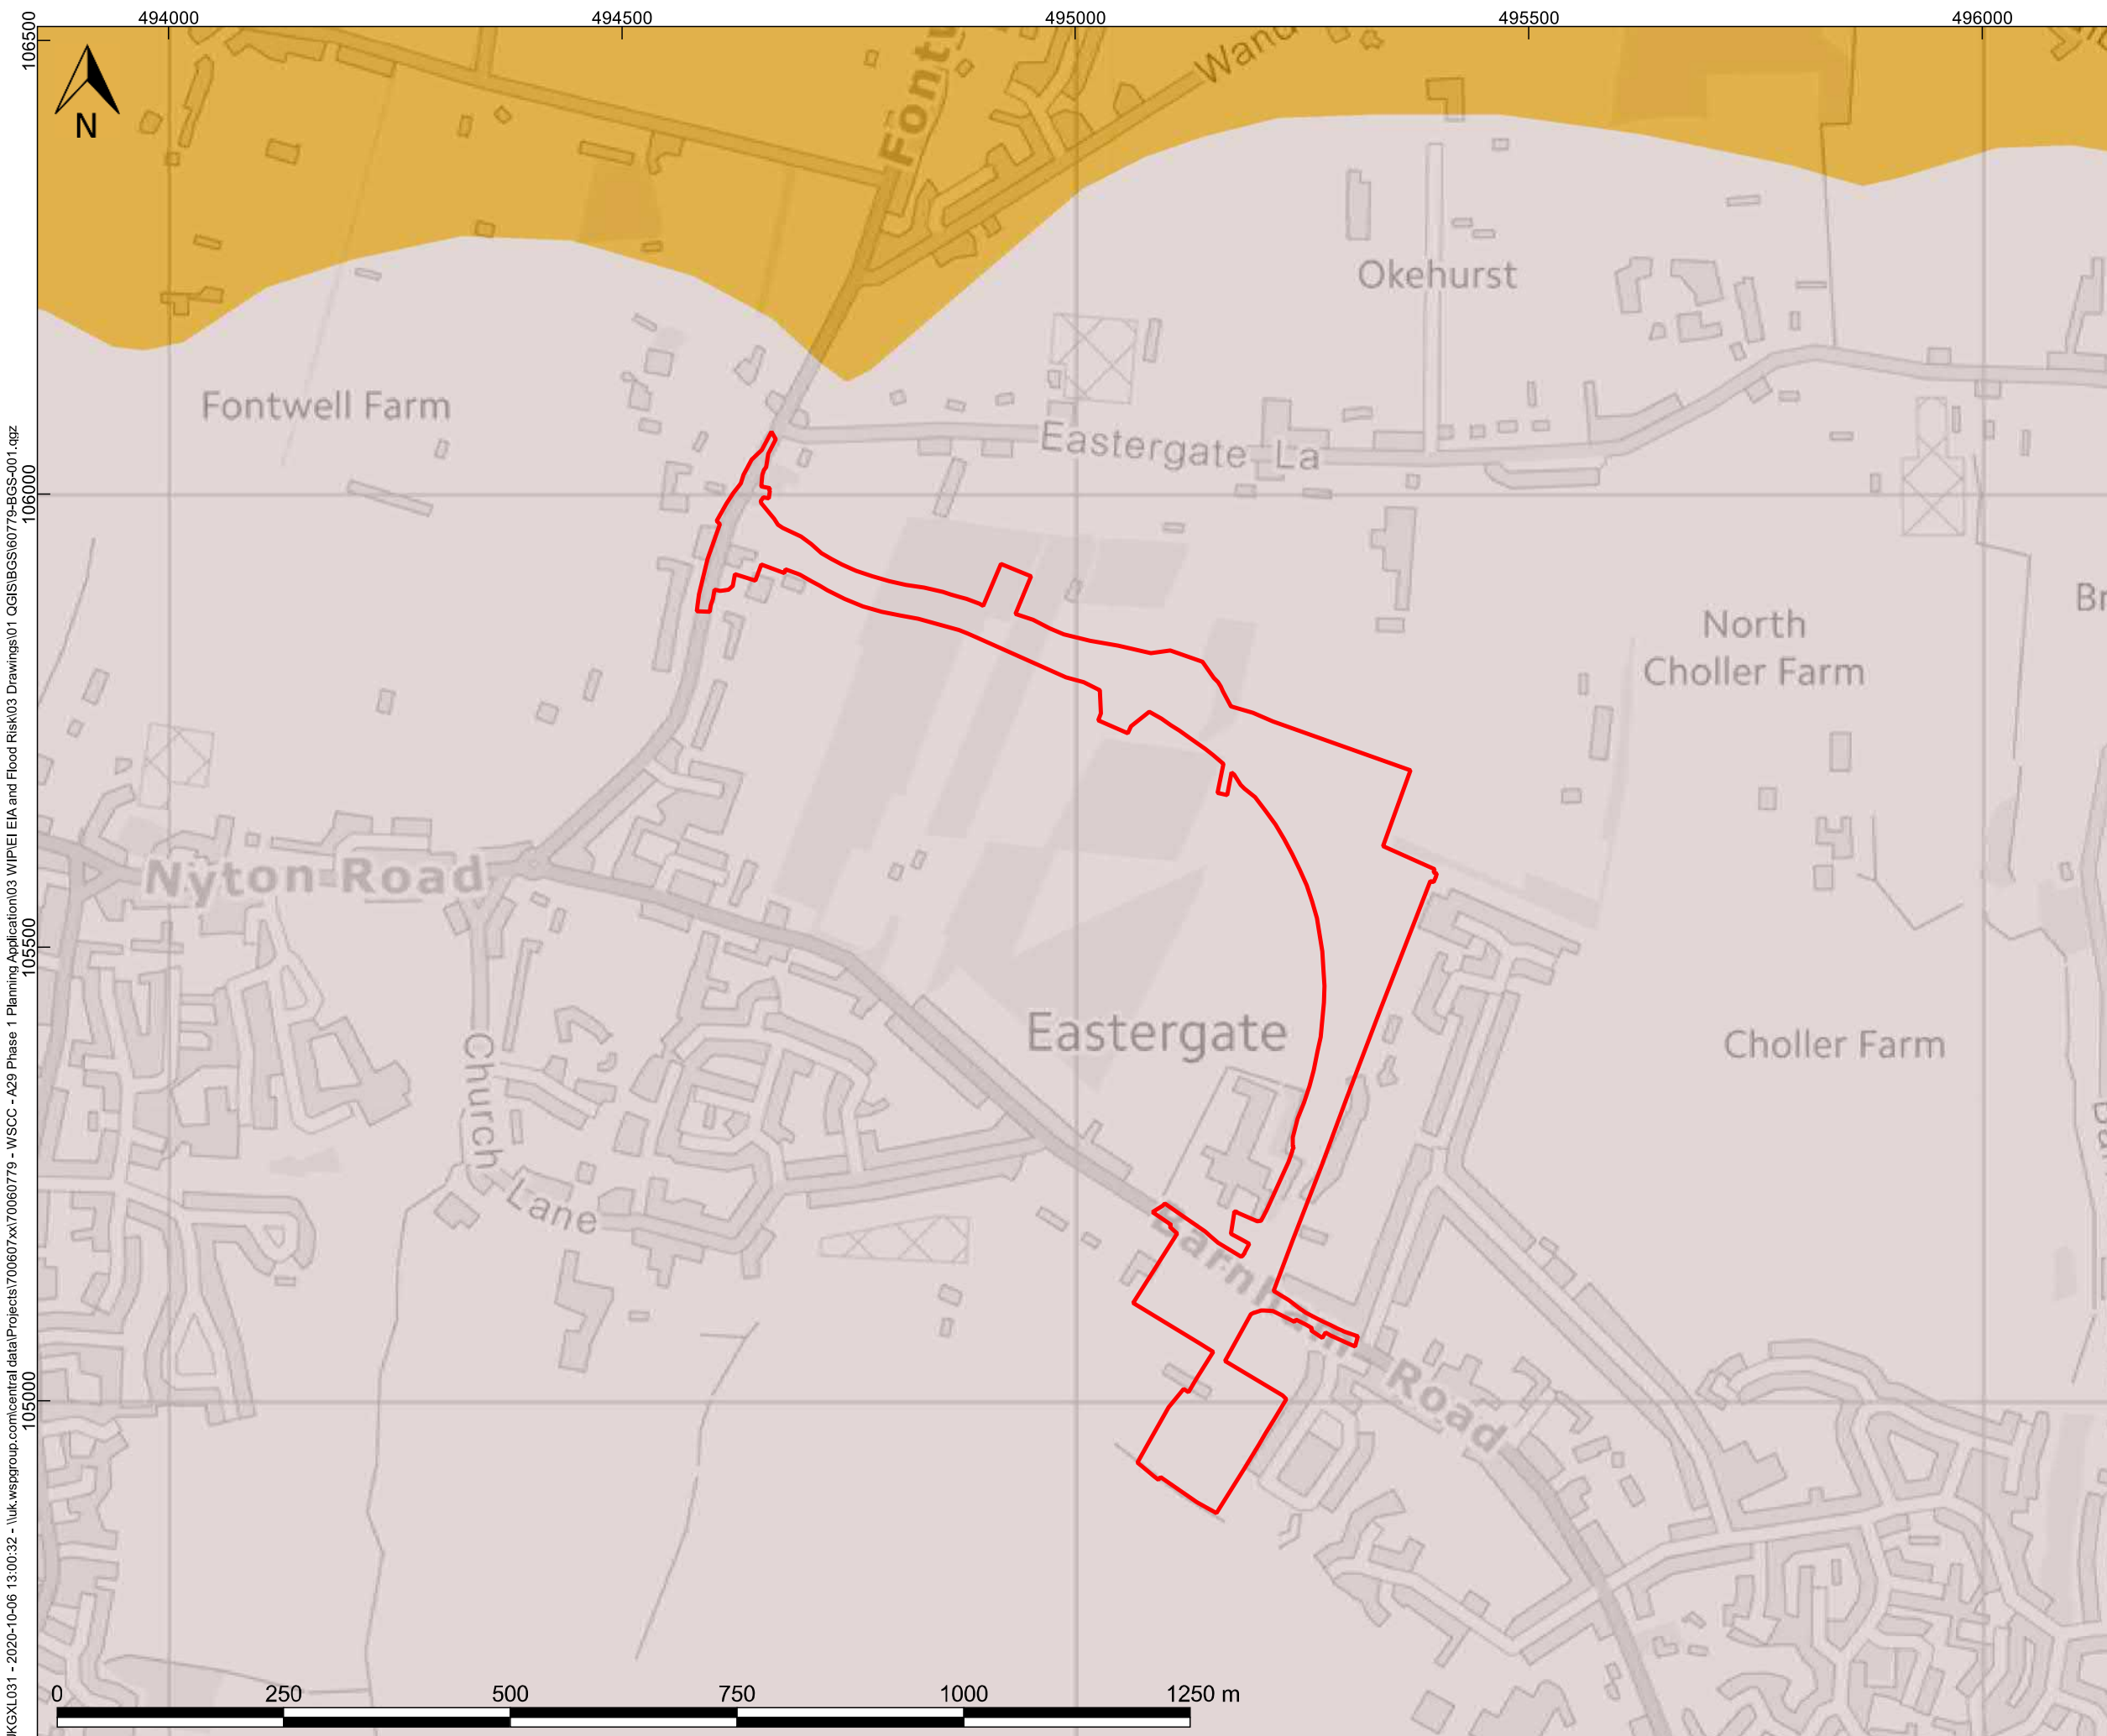 494000
494500
495000
495500
496000
106500
106000
105500
105000
N
Okehurst
Fontwell Farm
Eastergate La
North
Choller Farm
Nyton Road
Eastergate
Choller Farm
Church
Lane
Barnham Road
0 250 500 750 1000 1250 m
KGXL031 - 2020-10-06 13:00:32 - \\uk.wspgroup.com\central data\Projects\700607xx\70060779 - WSCC - A29 Phase 1 Planning Application\03 WIP\EI EIA and Flood Risk\03 Drawings\01 QGIS\BGS\60779-BGS-001.qgz